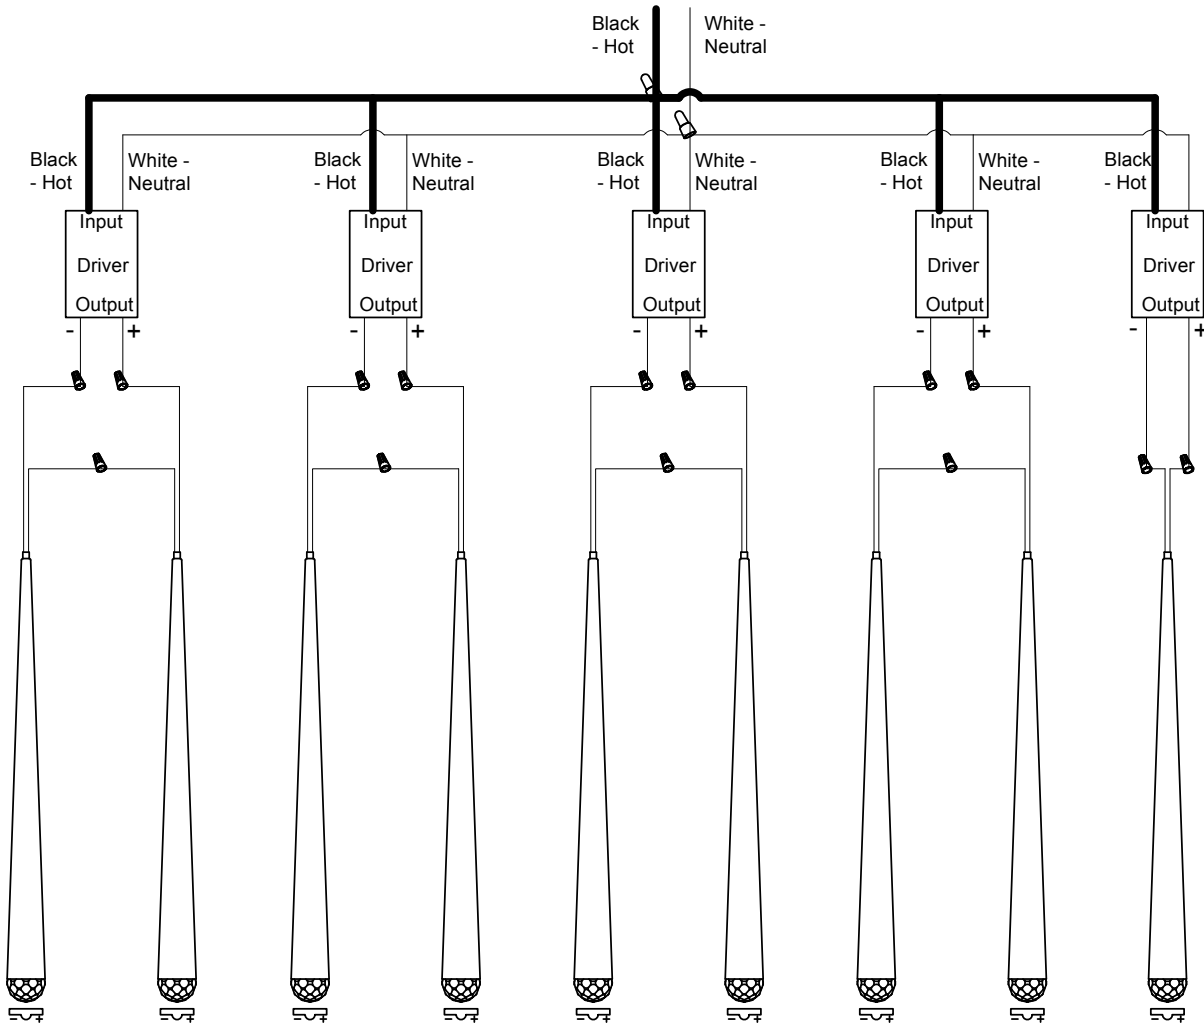 Black
- Hot
White -
Neutral
Black
- Hot
White -
Neutral
Black
- Hot
White -
Neutral
Black
- Hot
White -
Neutral
Black
- Hot
White -
Neutral
Black
- Hot
Input
Driver
Output
- +
Input
Driver
Output
- +
Input
Driver
Output
- +
Input
Driver
Output
- +
Input
Driver
Output
- +